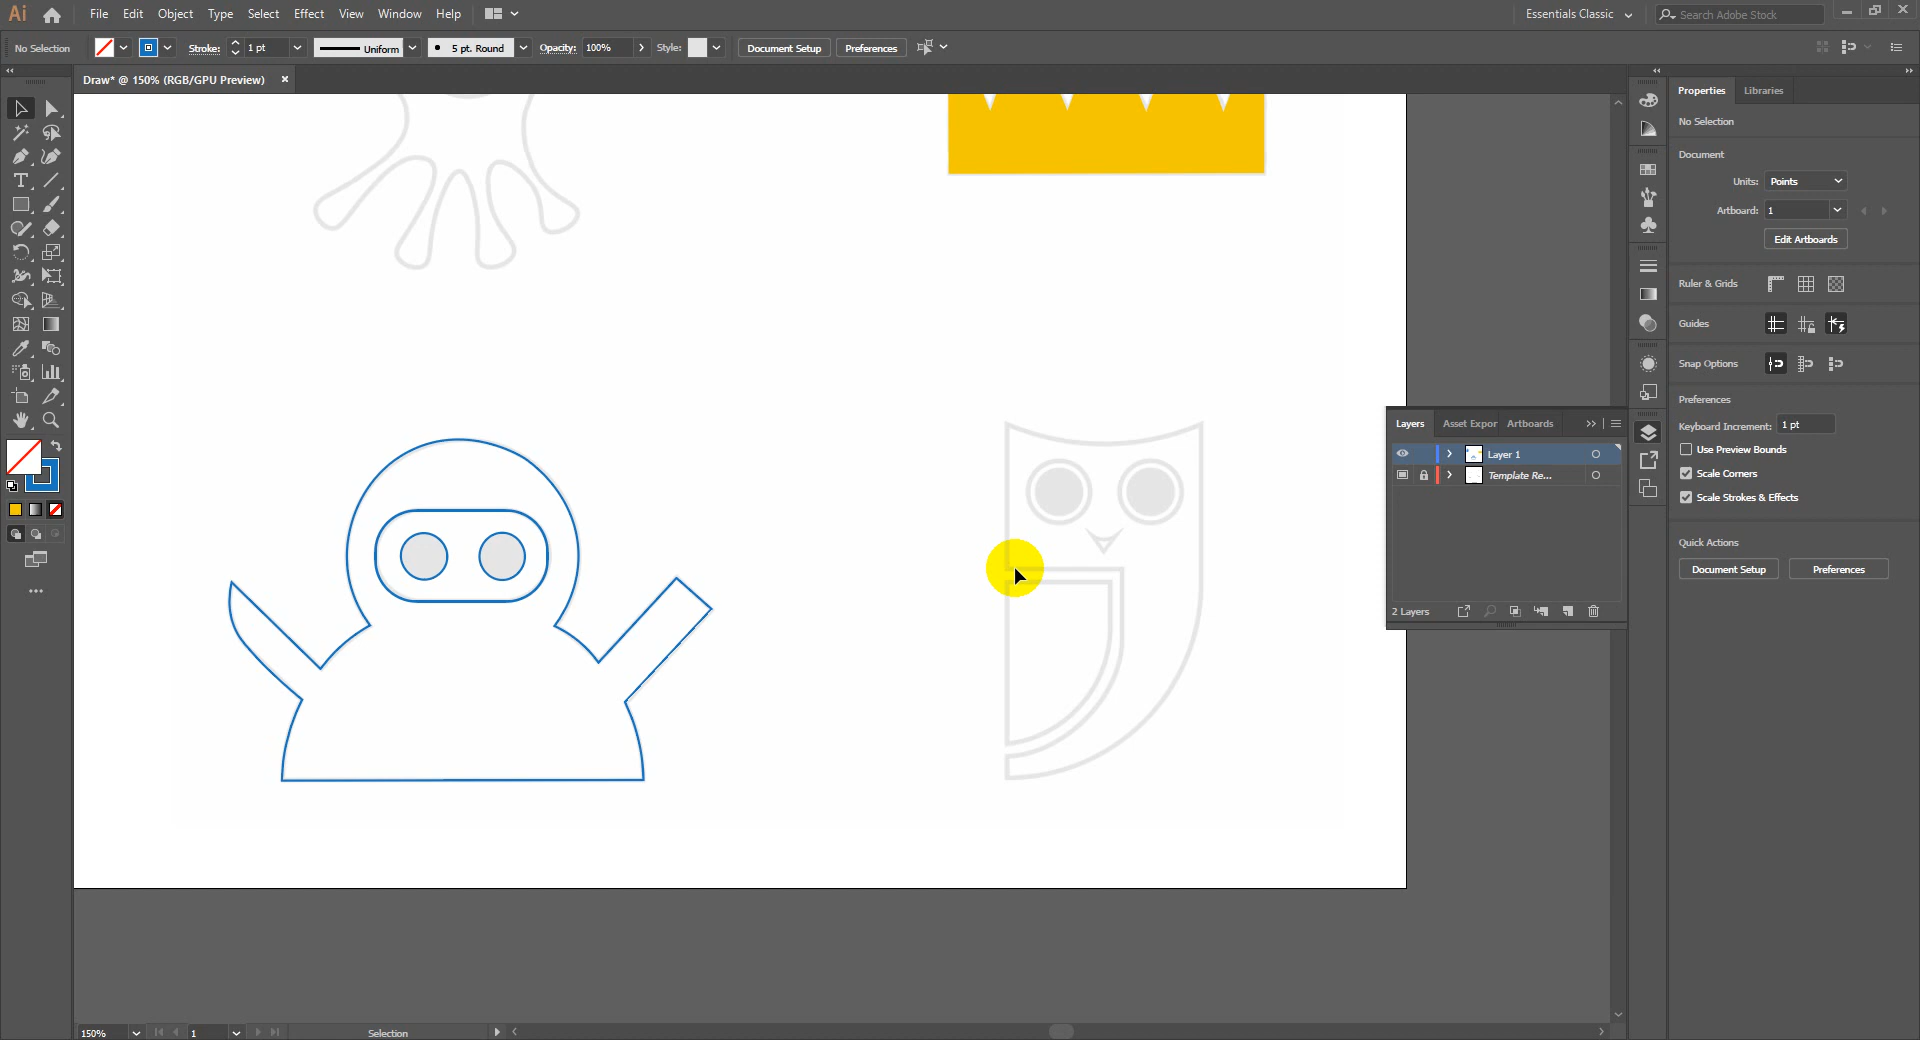 Ai File Edit Object Type Select Effect View Window Help Essentials Classic Search Adobe Stock
No Selection Stroke: 1 pt Uniform 5 pt. Round Opacity: 100% Style: Document Setup Preferences
Draw* @ 150% (RGB/GPU Preview) ×
Properties Libraries
No Selection
Document
Units: Points
Artboard: 1
Edit Artboards
Ruler & Grids
Guides
Snap Options
Preferences
Keyboard Increment: 1 pt
Use Preview Bounds
Scale Corners
Scale Strokes & Effects
Quick Actions
Document Setup Preferences
Layers Asset Expor Artboards
Layer 1
Template Re...
2 Layers
150% 1 Selection